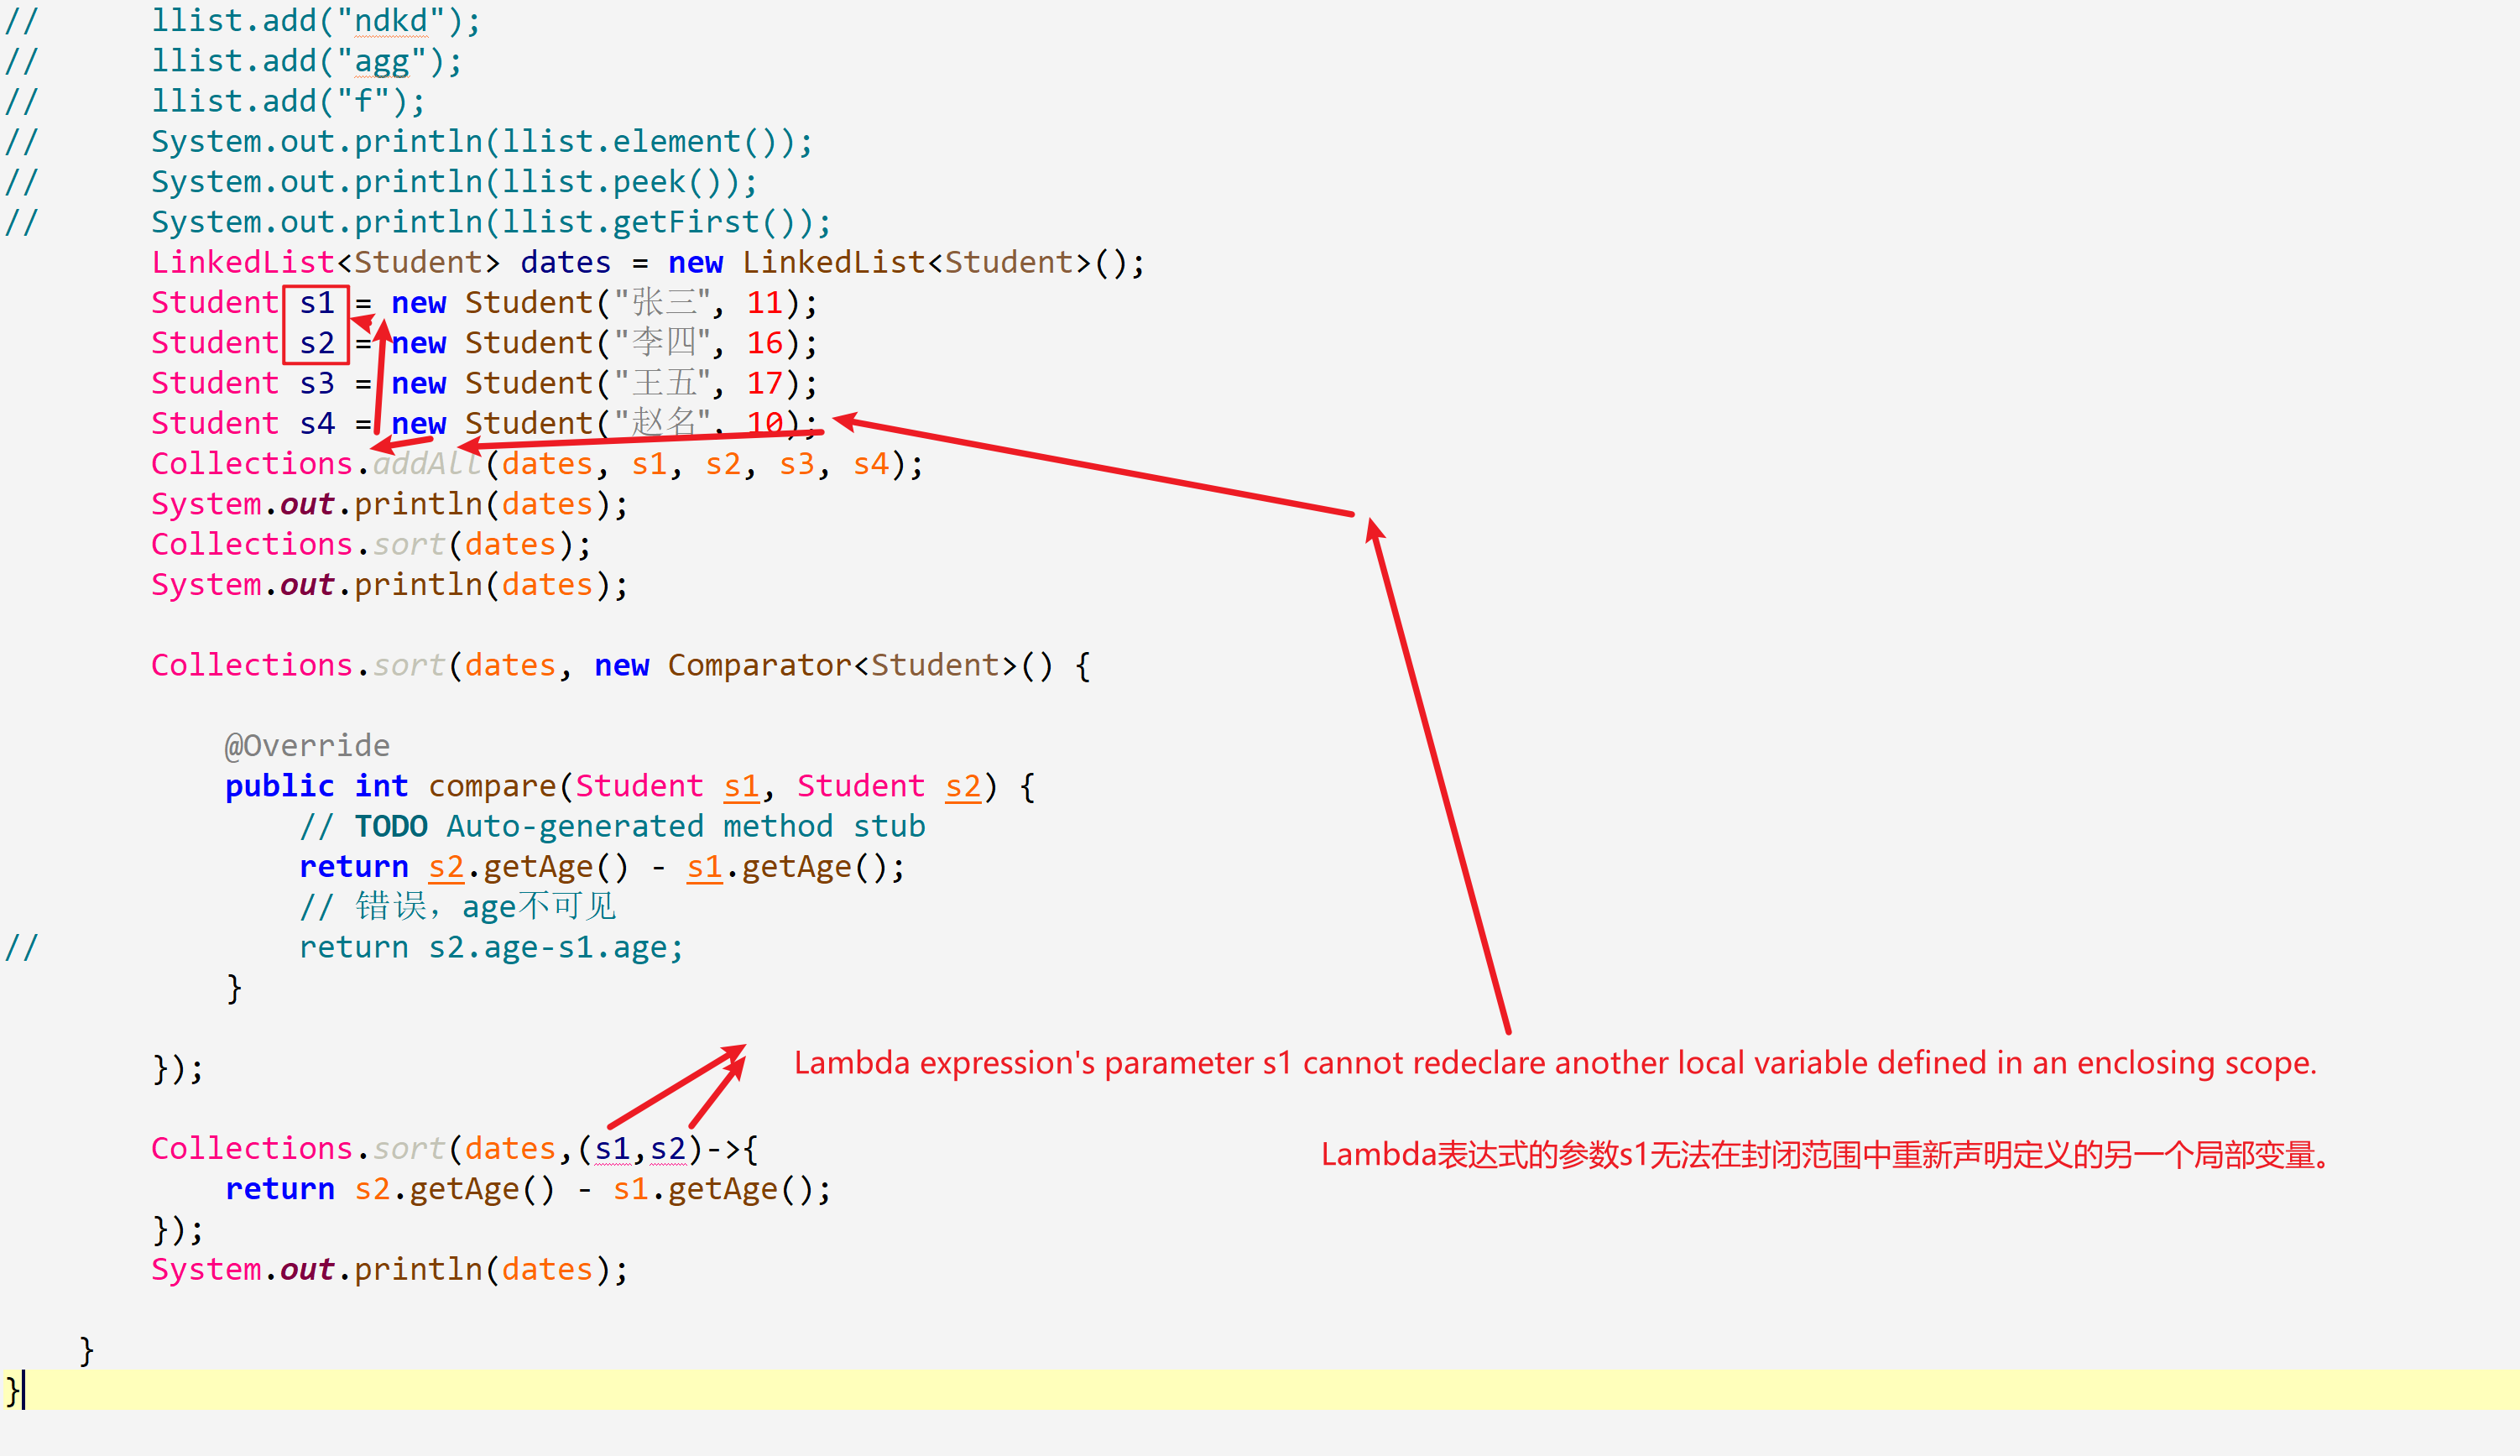 //      llist.add("ndkd");
//      llist.add("agg");
//      llist.add("f");
//      System.out.println(llist.element());
//      System.out.println(llist.peek());
//      System.out.println(llist.getFirst());
        LinkedList<Student> dates = new LinkedList<Student>();
        Student s1 = new Student("张三", 11);
        Student s2 = new Student("李四", 16);
        Student s3 = new Student("王五", 17);
        Student s4 = new Student("赵名", 10);
        Collections.addAll(dates, s1, s2, s3, s4);
        System.out.println(dates);
        Collections.sort(dates);
        System.out.println(dates);
        Collections.sort(dates, new Comparator<Student>() {
            @Override
            public int compare(Student s1, Student s2) {
                // TODO Auto-generated method stub
                return s2.getAge() - s1.getAge();
                // 错误，age不可见
//              return s2.age-s1.age;
            }
        });
Lambda expression's parameter s1 cannot redeclare another local variable defined in an enclosing scope.
        Collections.sort(dates,(s1,s2)->{
Lambda表达式的参数s1无法在封闭范围中重新声明定义的另一个局部变量。
            return s2.getAge() - s1.getAge();
        });
        System.out.println(dates);
    }
}